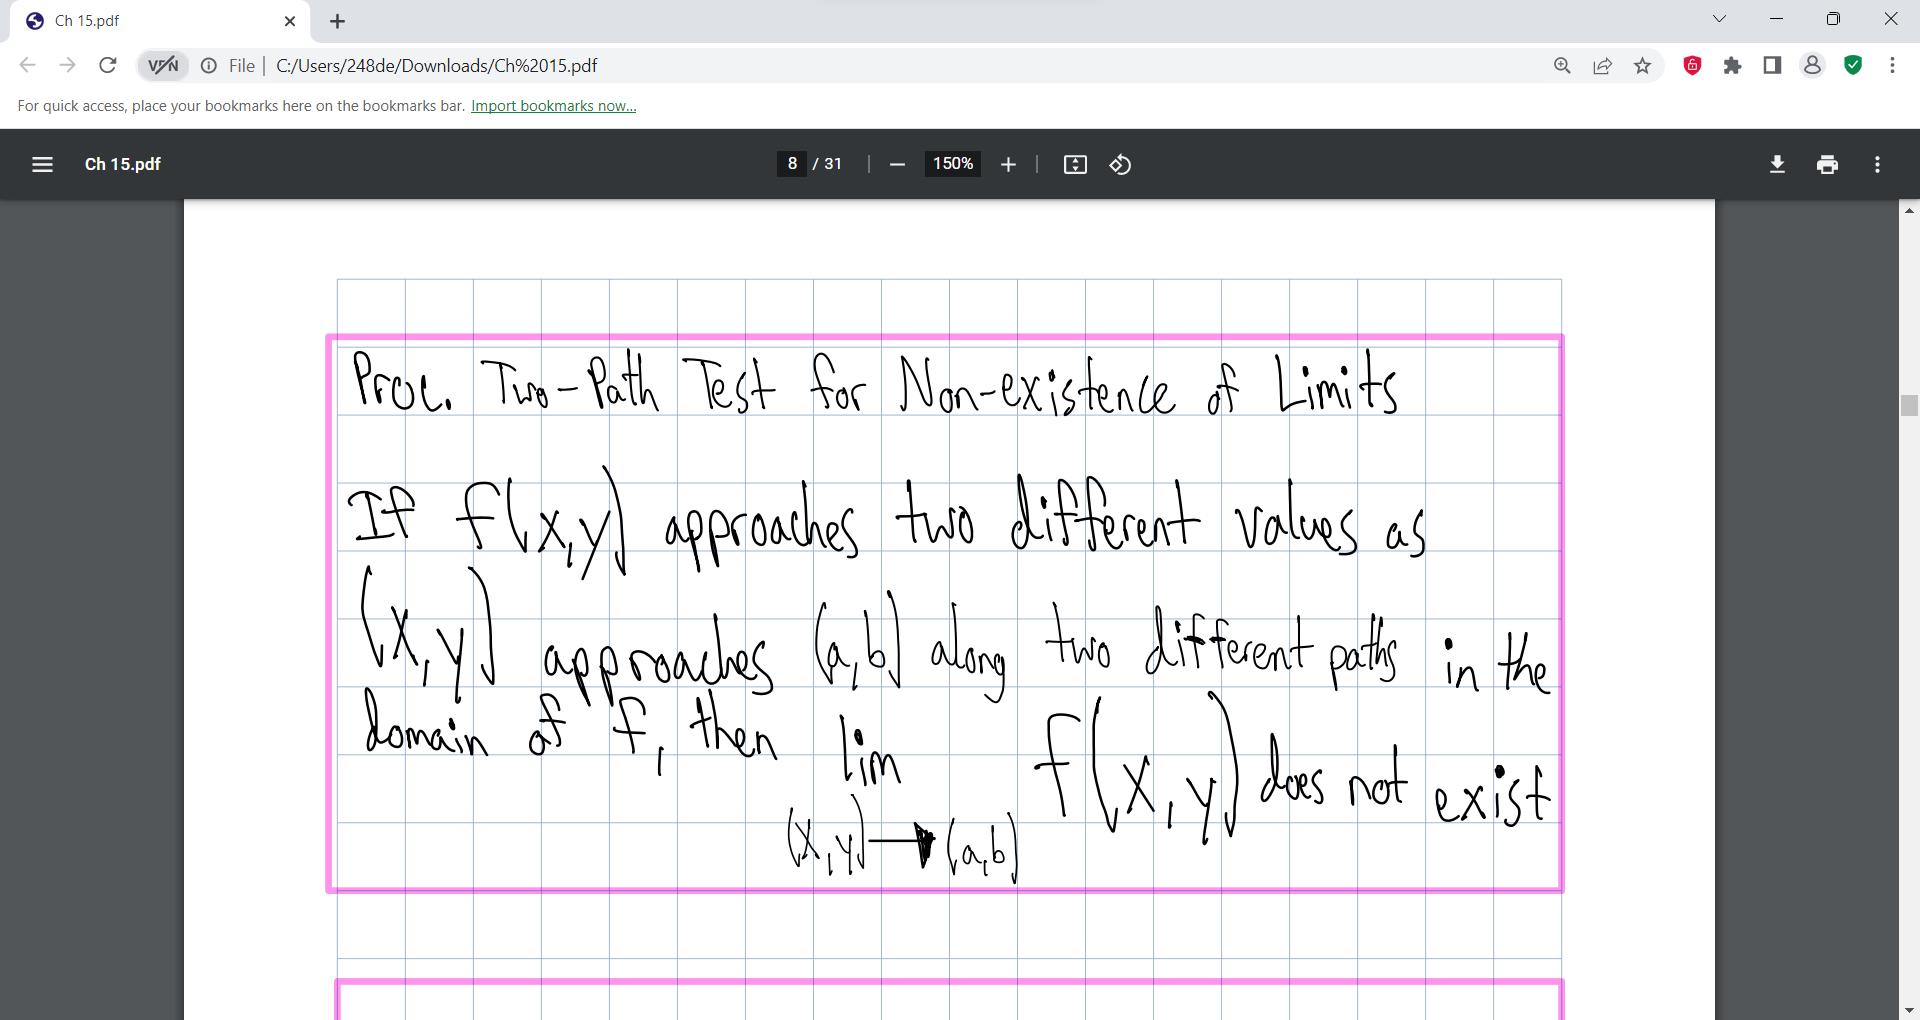 Ch 15.pdf
VPN File C:/Users/248de/Downloads/Ch%2015.pdf
For quick access, place your bookmarks here on the bookmarks bar. Import bookmarks now...
Ch 15.pdf 8 / 31 150%
Proc. Two-Path Test for Non-existence of Limits
If f(x,y) approaches two different values as
(x,y) approaches (a,b) along two different paths in the
domain of f, then lim f(x,y) does not exist
(x,y) → (a,b)